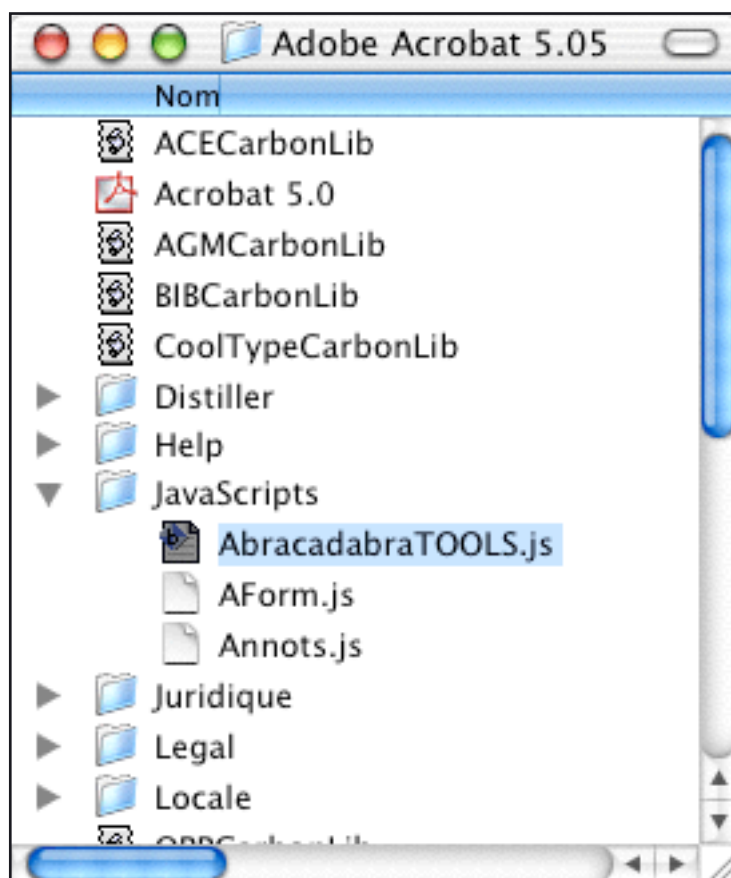 Adobe Acrobat 5.05
Nom
ACECarbonLib
Acrobat 5.0
AGMCarbonLib
BIBCarbonLib
CoolTypeCarbonLib
Distiller
Help
JavaScripts
AbracadabraTOOLS.js
AForm.js
Annots.js
Juridique
Legal
Locale